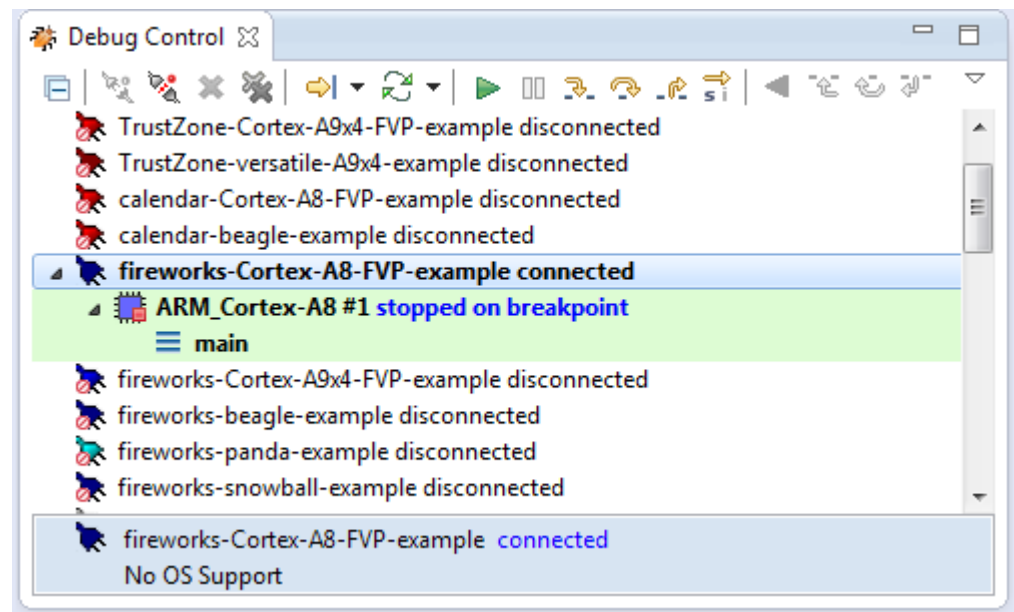 Debug Control
TrustZone-Cortex-A9x4-FVP-example disconnected
TrustZone-versatile-A9x4-example disconnected
calendar-Cortex-A8-FVP-example disconnected
calendar-beagle-example disconnected
fireworks-Cortex-A8-FVP-example connected
ARM_Cortex-A8 #1 stopped on breakpoint
main
fireworks-Cortex-A9x4-FVP-example disconnected
fireworks-beagle-example disconnected
fireworks-panda-example disconnected
fireworks-snowball-example disconnected
fireworks-Cortex-A8-FVP-example connected
No OS Support